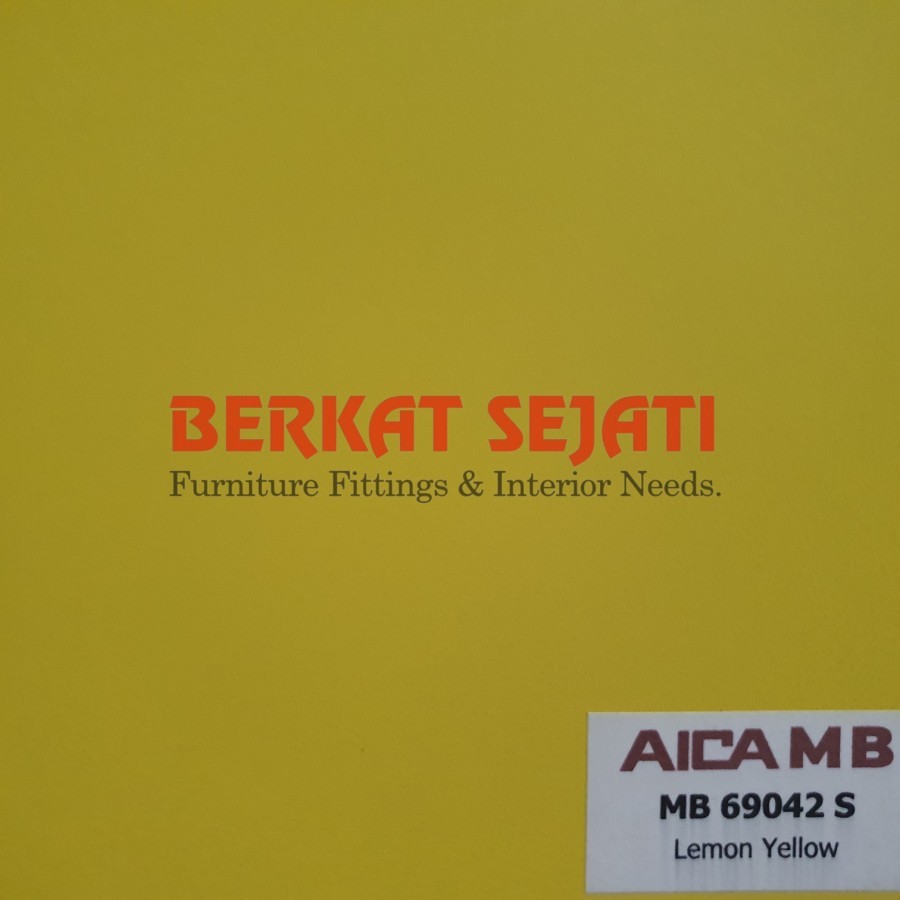 BERKAT SEJATI
Furniture Fittings & Interior Needs.
AICA MB
MB 69042 S
Lemon Yellow